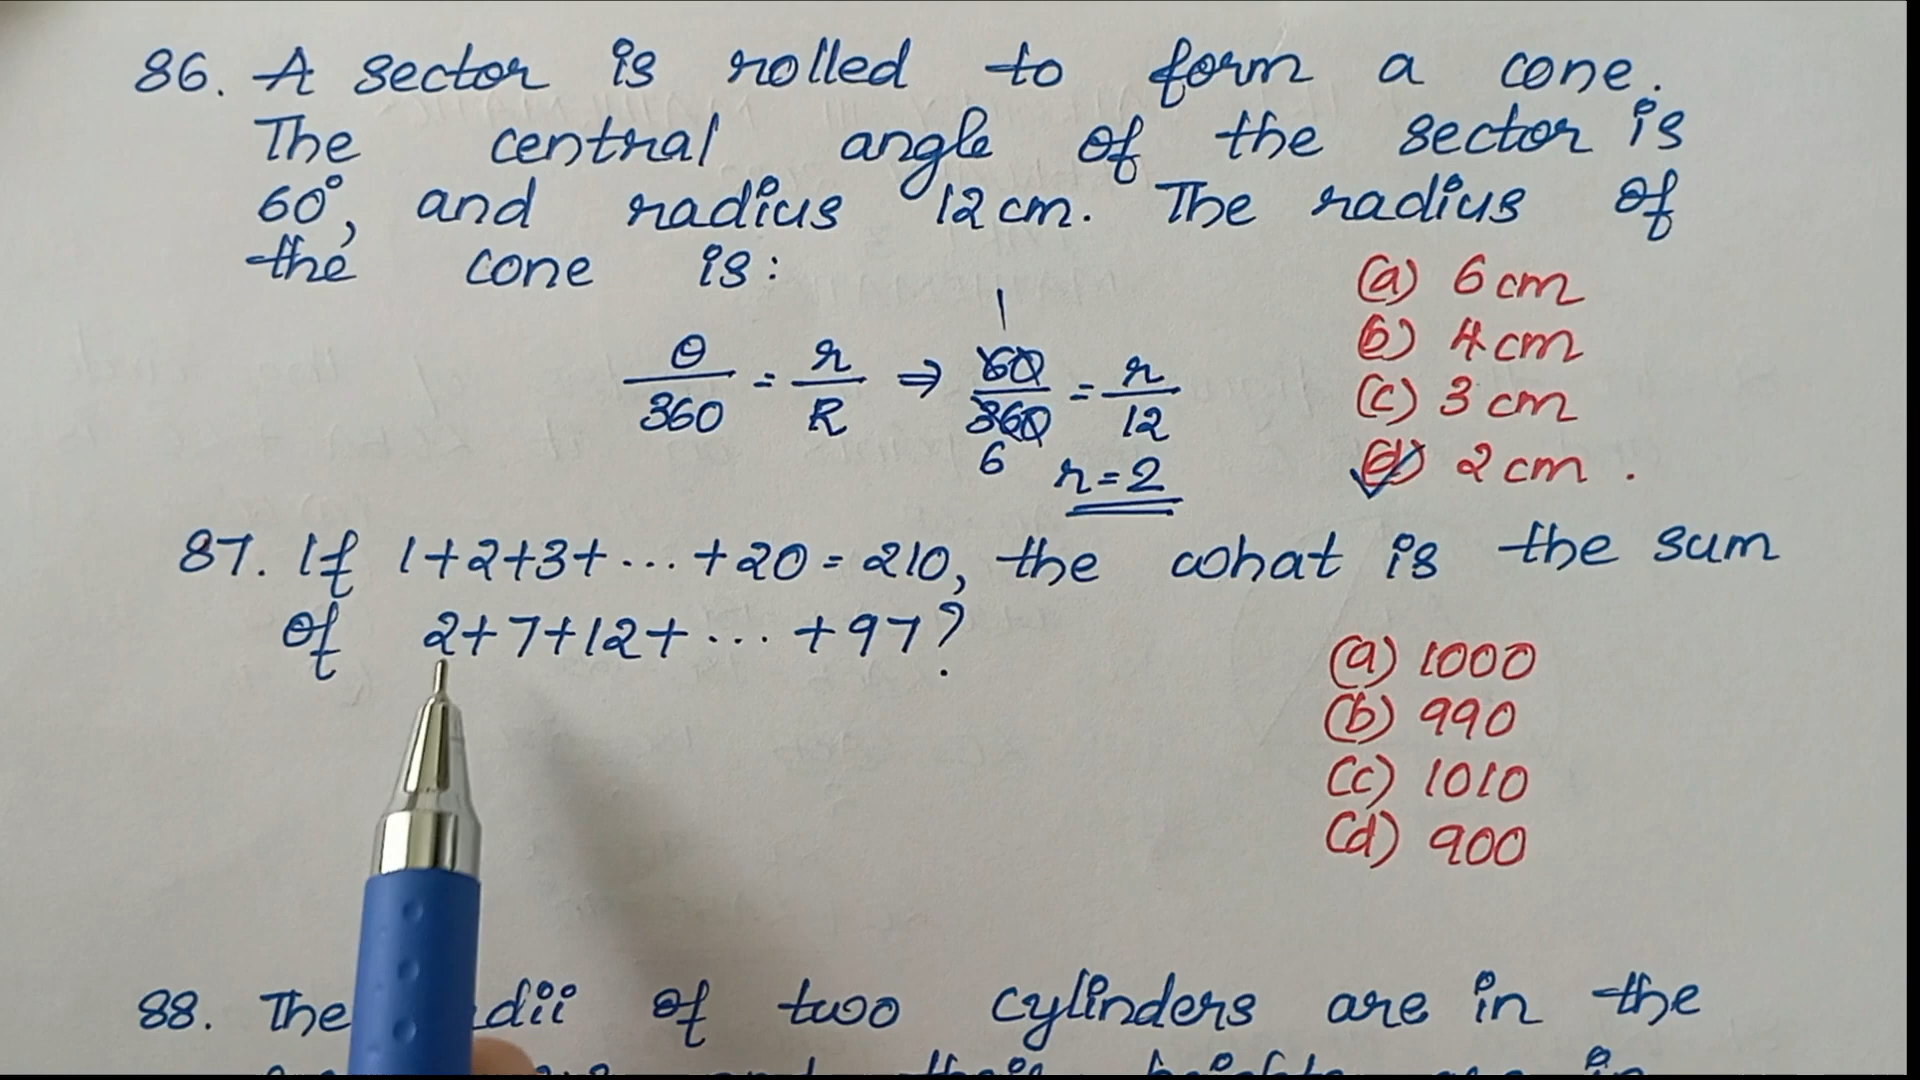 86. A sector is rolled to form a cone.
The central angle of the sector is
60°, and radius 12 cm. The radius of
the cone is:
(a) 6 cm
(b) 4 cm
(c) 3 cm
(d) 2 cm.
θ/360 = r/R ⇒ 60/360 = r/12
1
6
r = 2
87. If 1+2+3+...+20 = 210, the what is the sum
of 2+7+12+...+97?
(a) 1000
(b) 990
(c) 1010
(d) 900
88. The of two cylinders are in the